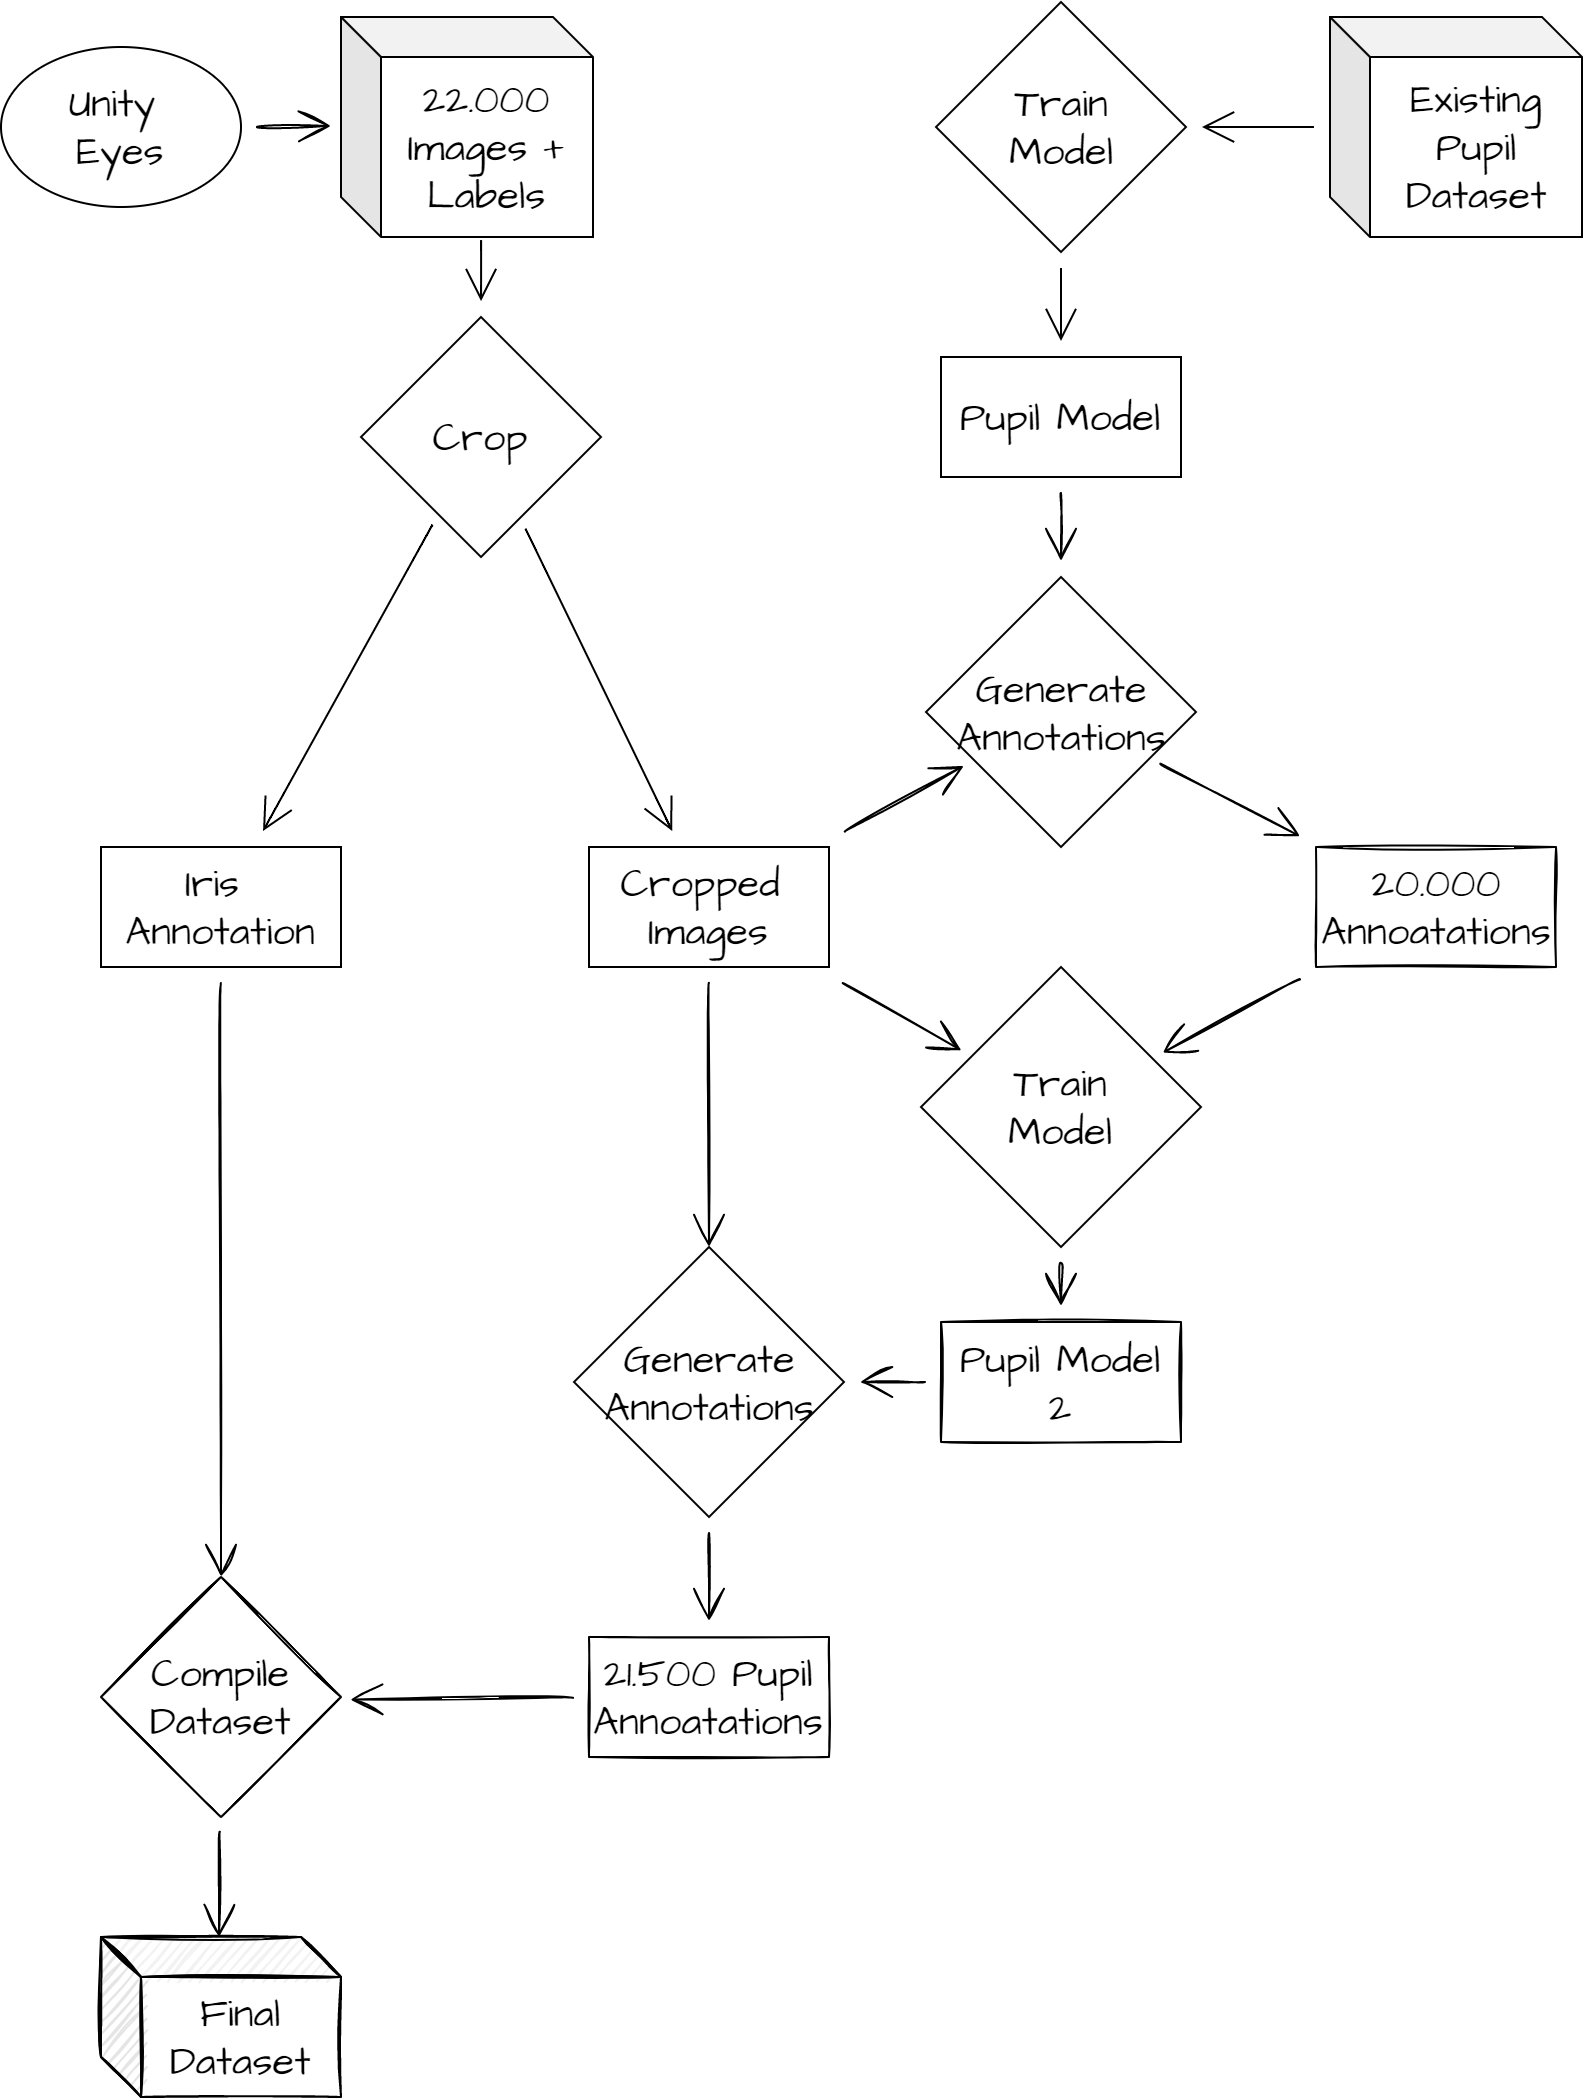 Unity
Eyes
22.000
Images +
Labels
Train
Model
Existing
Pupil
Dataset
Crop
Pupil Model
Generate
Annotations
Iris
Annotation
Cropped
Images
20.000
Annoatations
Train
Model
Generate
Annotations
Pupil Model
2
Compile
Dataset
21.500 Pupil
Annoatations
Final
Dataset